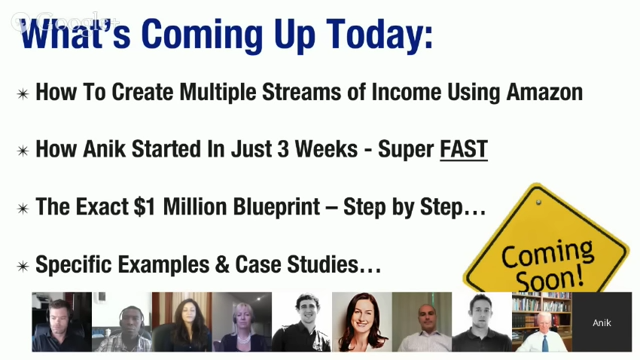 Google+
What's Coming Up Today:
✴ How To Create Multiple Streams of Income Using Amazon
✴ How Anik Started In Just 3 Weeks - Super FAST
✴ The Exact $1 Million Blueprint – Step by Step…
✴ Specific Examples & Case Studies…
Coming
Soon!
Anik